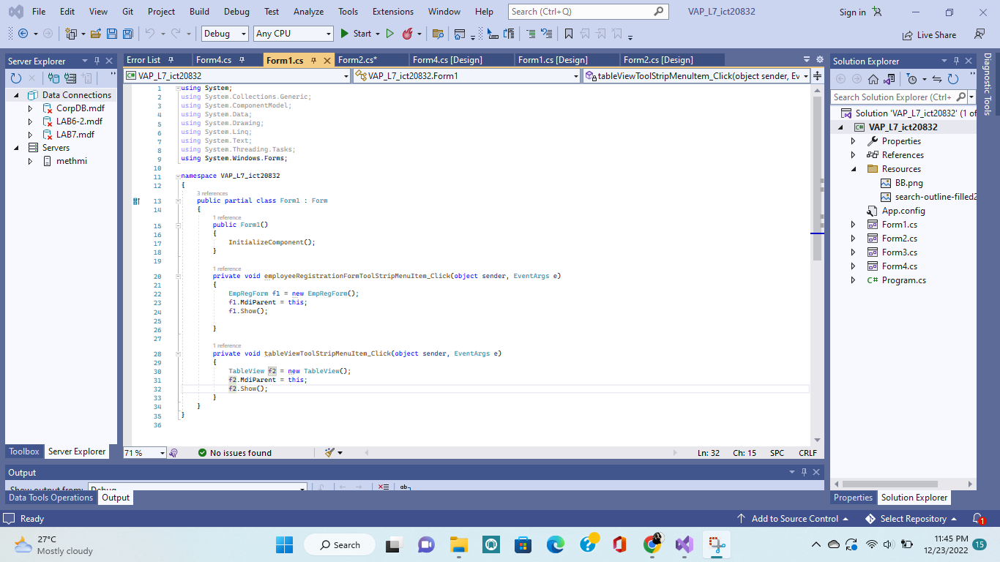 File Edit View Git Project Build Debug Test Analyze Tools Extensions Window Help Search (Ctrl+Q) VAP_L7_ict20832 Sign in
Debug Any CPU Start Live Share
Server Explorer
Data Connections
CorpDB.mdf
LAB6-2.mdf
LAB7.mdf
Servers
methmi
Toolbox Server Explorer
Error List Form4.cs Form1.cs Form2.cs* Form4.cs [Design] Form1.cs [Design] Form2.cs [Design]
C# VAP_L7_ict20832 VAP_L7_ict20832.Form1 tableViewToolStripMenuItem_Click(object sender, Ev
1 using System;
2 using System.Collections.Generic;
3 using System.ComponentModel;
4 using System.Data;
5 using System.Drawing;
6 using System.Linq;
7 using System.Text;
8 using System.Threading.Tasks;
9 using System.Windows.Forms;
10
11 namespace VAP_L7_ict20832
12 {
3 references
13 public partial class Form1 : Form
14 {
1 reference
15 public Form1()
16 {
17 InitializeComponent();
18 }
19
1 reference
20 private void employeeRegistrationFormToolStripMenuItem_Click(object sender, EventArgs e)
21 {
22 EmpRegForm f1 = new EmpRegForm();
23 f1.MdiParent = this;
24 f1.Show();
25
26 }
27
1 reference
28 private void tableViewToolStripMenuItem_Click(object sender, EventArgs e)
29 {
30 TableView f2 = new TableView();
31 f2.MdiParent = this;
32 f2.Show();
33 }
34 }
35 }
36
71 % No issues found Ln: 32 Ch: 15 SPC CRLF
Solution Explorer
Search Solution Explorer (Ctrl+
Solution 'VAP_L7_ict20832' (1 of
C# VAP_L7_ict20832
Properties
References
Resources
BB.png
search-outline-filled2
App.config
Form1.cs
Form2.cs
Form3.cs
Form4.cs
C# Program.cs
Properties Solution Explorer
Diagnostic Tools
Output
Show output from: Debug
Data Tools Operations Output
Ready Add to Source Control Select Repository 1
27°C
Mostly cloudy
Search
11:45 PM
12/23/2022
15